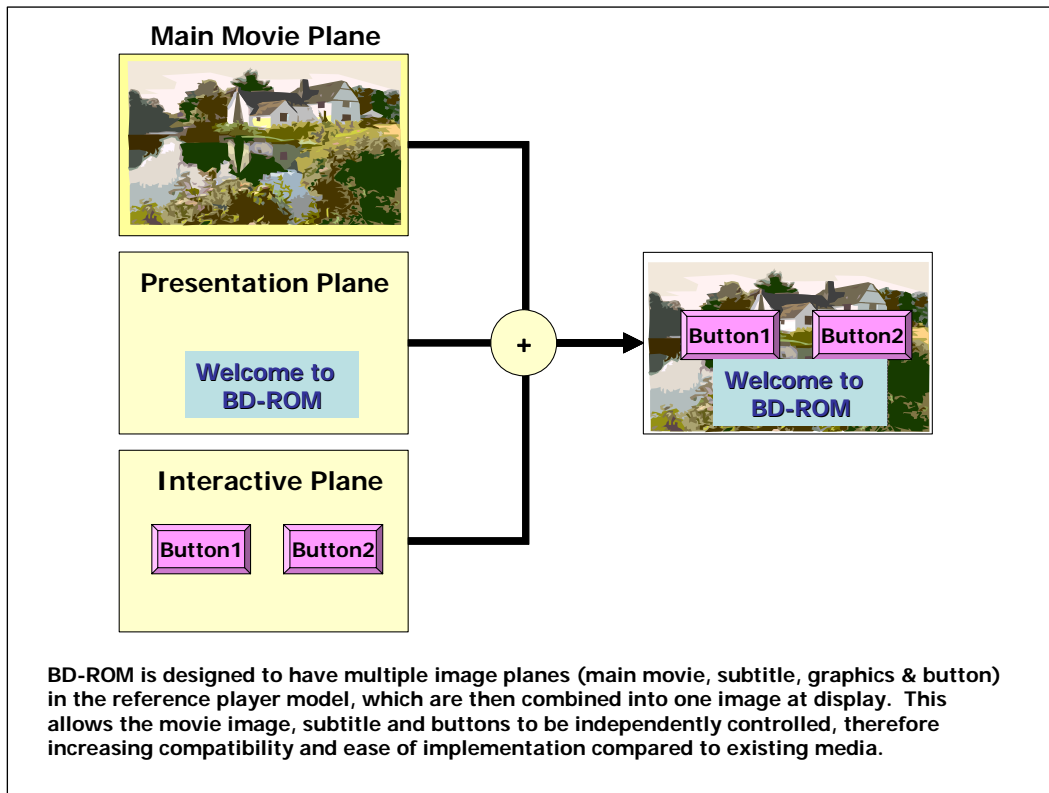 Main Movie Plane
Presentation Plane
Welcome to
BD-ROM
Interactive Plane
Button1 Button2
+
Button1 Button2
Welcome to
BD-ROM
BD-ROM is designed to have multiple image planes (main movie, subtitle, graphics & button)
in the reference player model, which are then combined into one image at display. This
allows the movie image, subtitle and buttons to be independently controlled, therefore
increasing compatibility and ease of implementation compared to existing media.